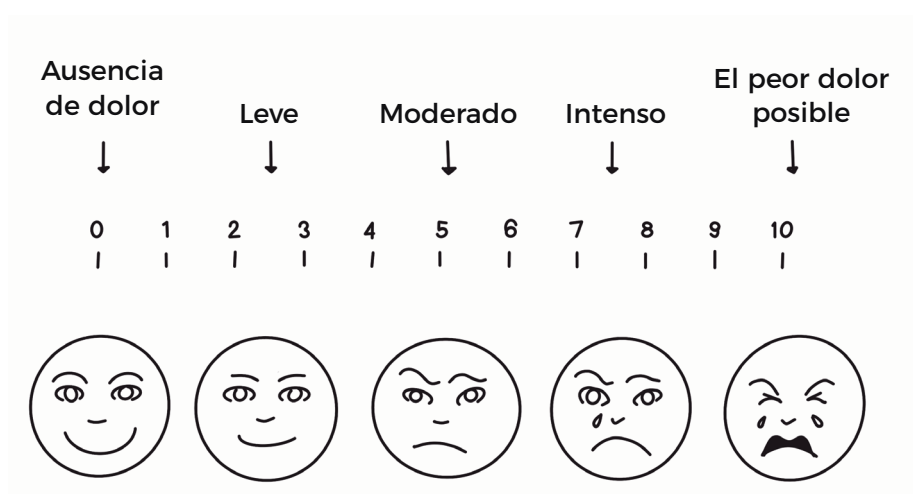 Ausencia
de dolor
Leve
Moderado
Intenso
El peor dolor
posible
0 1 2 3 4 5 6 7 8 9 10